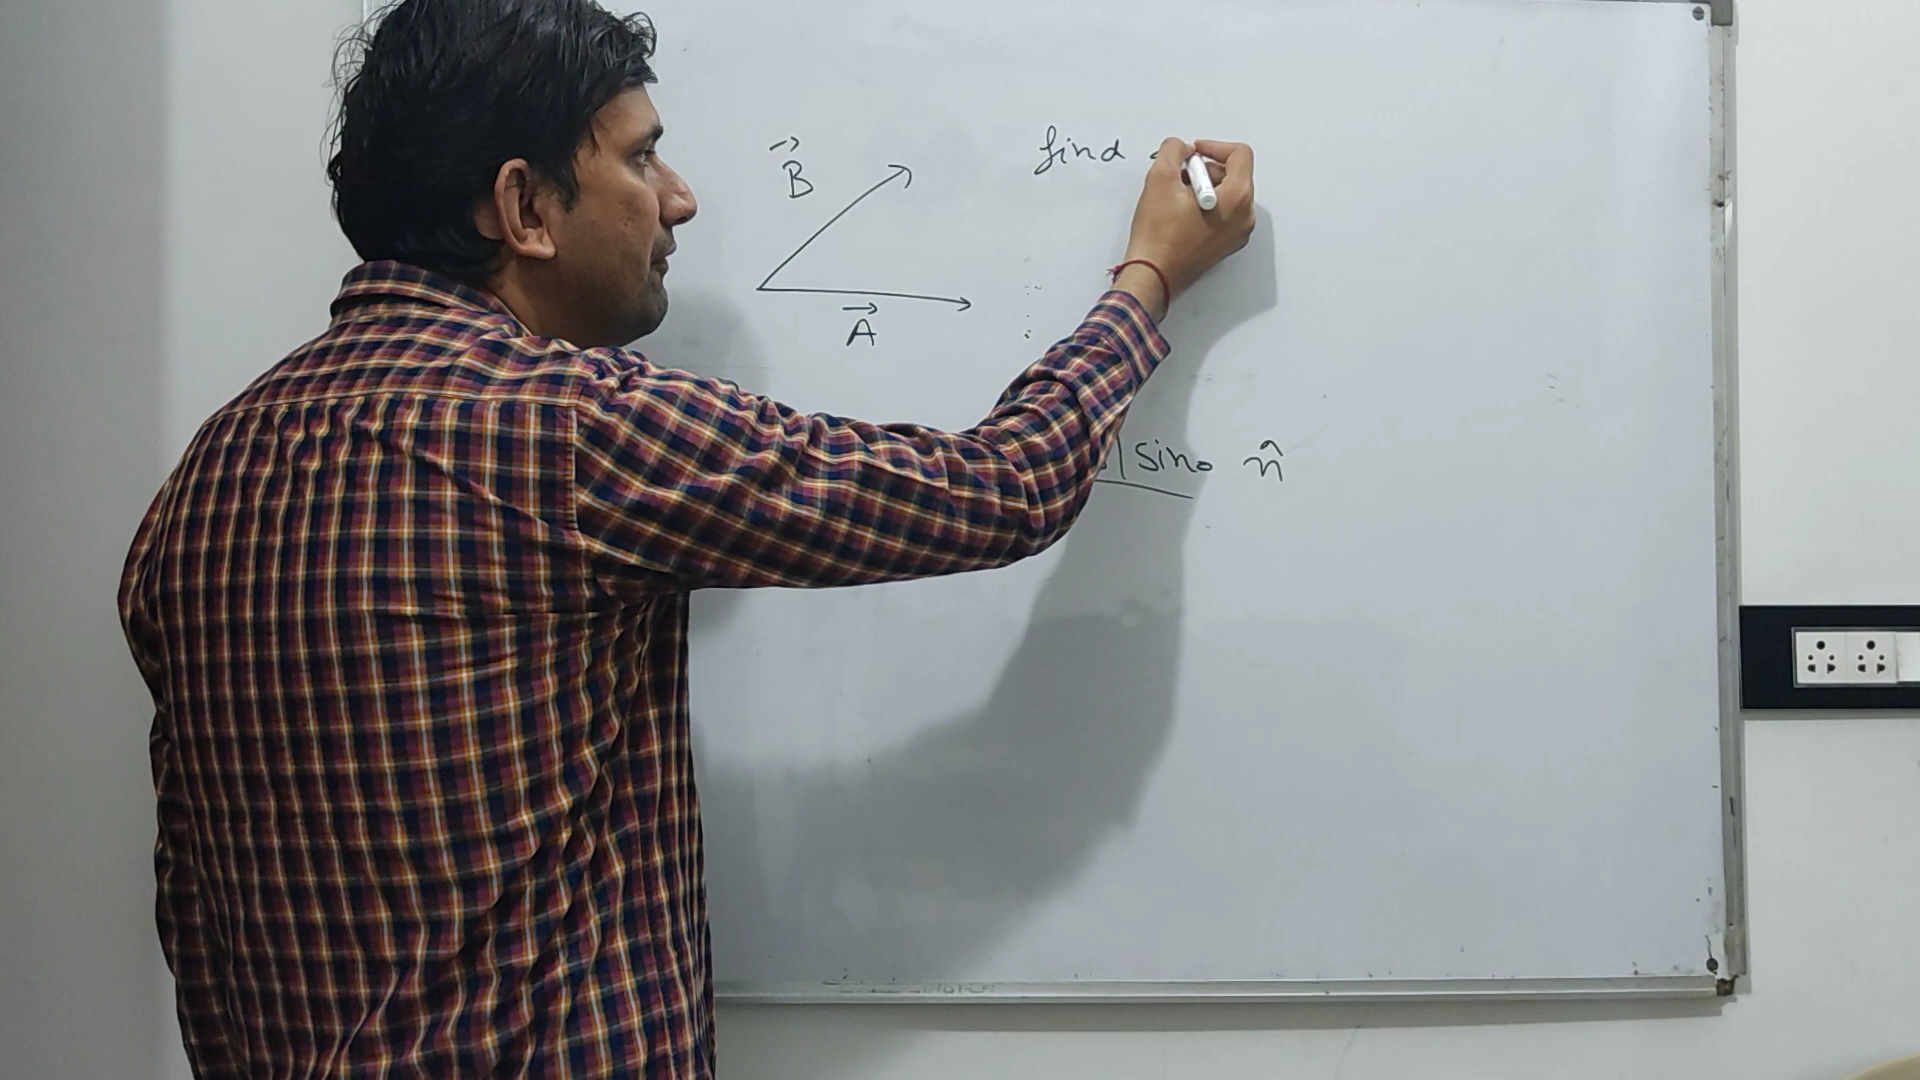 B⃗
find
A⃗
| sinθ n̂